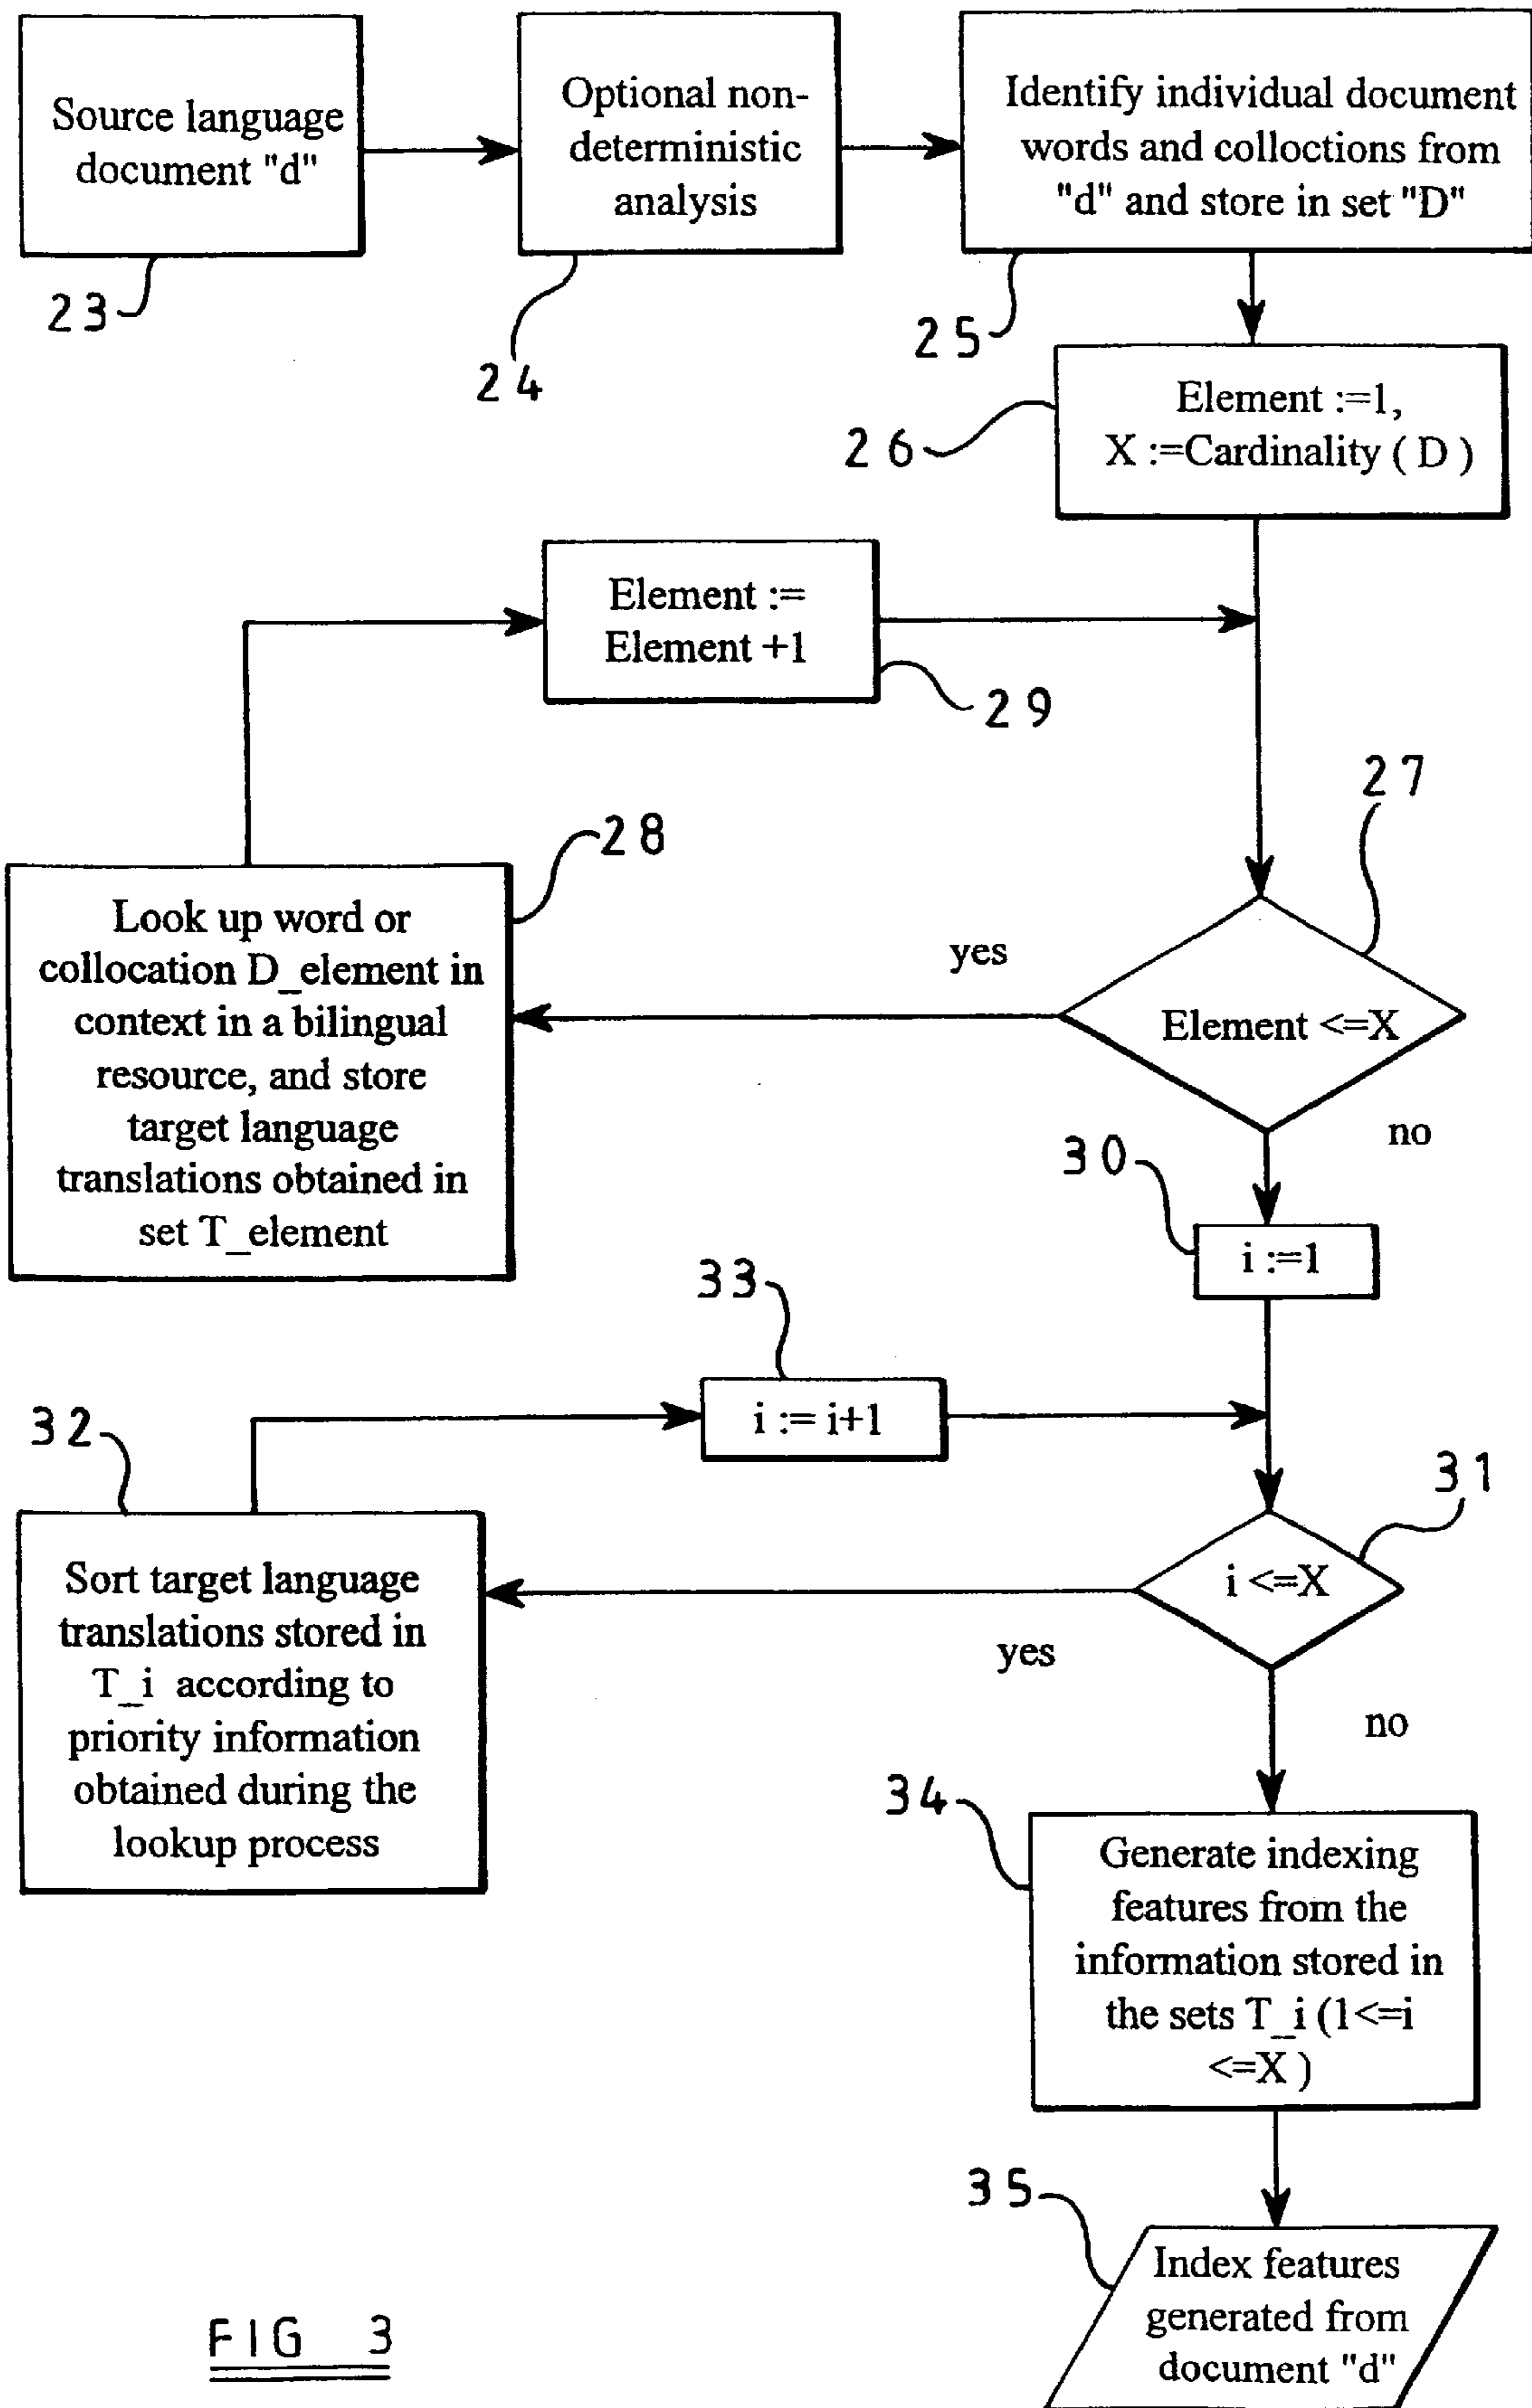 Source language
document "d"
23
Optional non-
deterministic
analysis
24
Identify individual document
words and colloctions from
"d" and store in set "D"
25
Element :=1,
X :=Cardinality ( D )
26
Element :=
Element +1
29
27
Element <=X
yes
no
28
Look up word or
collocation D_element in
context in a bilingual
resource, and store
target language
translations obtained in
set T_element
30
i :=1
33
i := i+1
31
i <=X
yes
no
32
Sort target language
translations stored in
T_i according to
priority information
obtained during the
lookup process
34
Generate indexing
features from the
information stored in
the sets T_i (1<=i
<=X )
35
Index features
generated from
document "d"
FIG 3